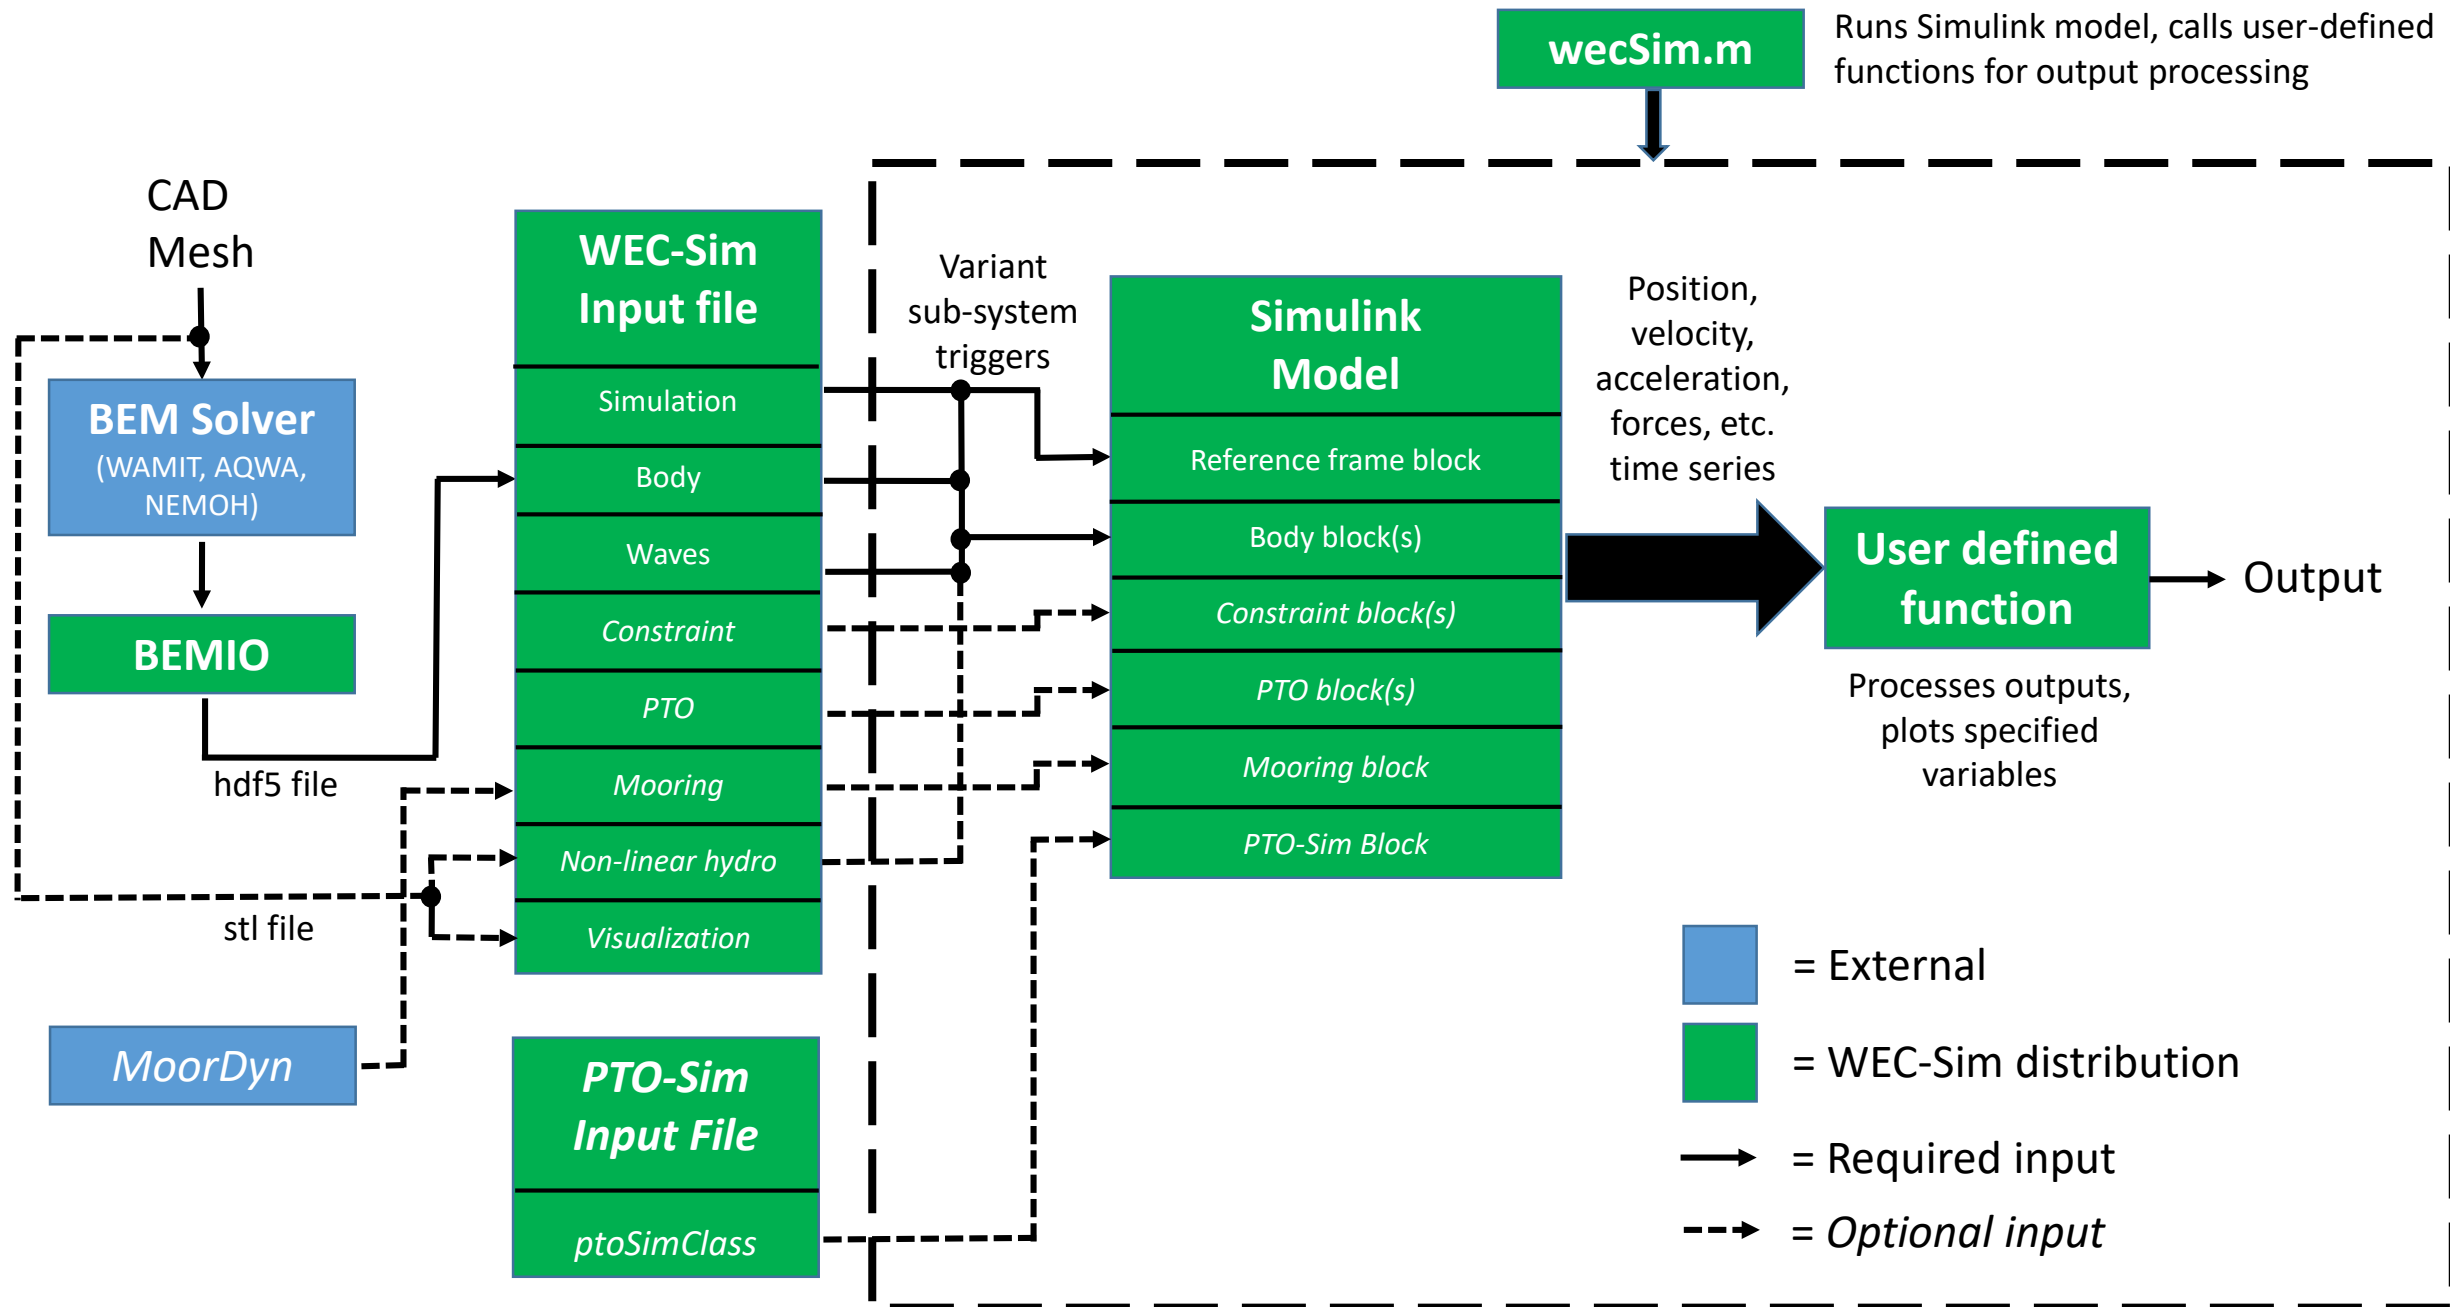 wecSim.m
Runs Simulink model, calls user-defined
functions for output processing
CAD
Mesh
BEM Solver
(WAMIT, AQWA,
NEMOH)
BEMIO
hdf5 file
stl file
MoorDyn
WEC-Sim
Input file
Simulation
Body
Waves
Constraint
PTO
Mooring
Non-linear hydro
Visualization
PTO-Sim
Input File
ptoSimClass
Variant
sub-system
triggers
Simulink
Model
Reference frame block
Body block(s)
Constraint block(s)
PTO block(s)
Mooring block
PTO-Sim Block
Position,
velocity,
acceleration,
forces, etc.
time series
User defined
function
Output
Processes outputs,
plots specified
variables
= External
= WEC-Sim distribution
= Required input
= Optional input